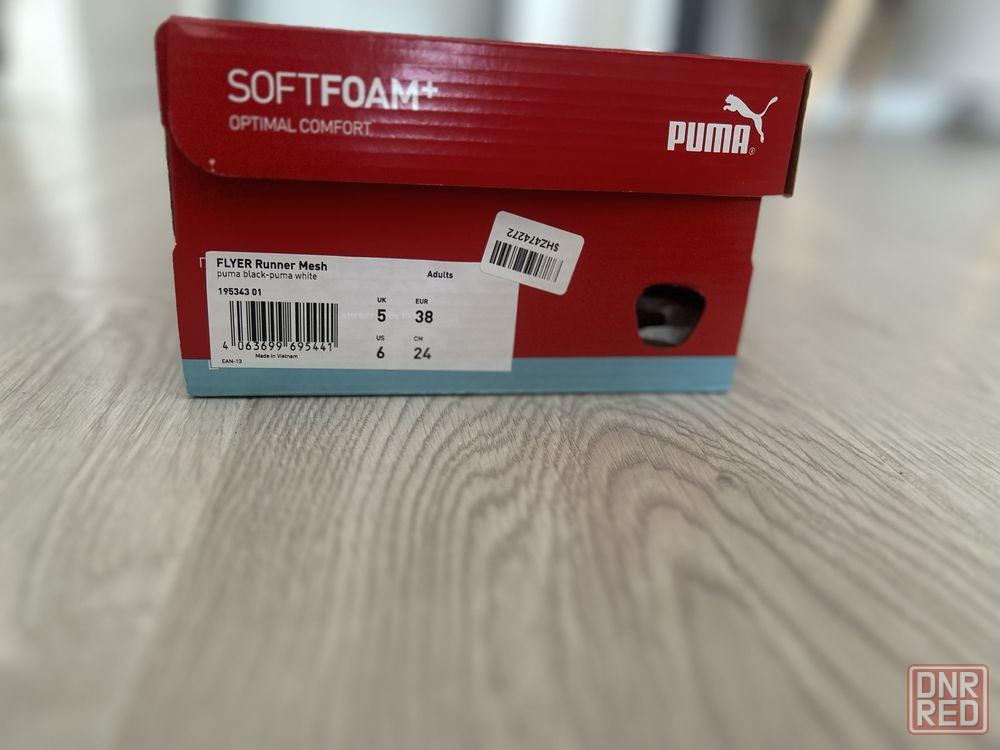 SOFTFOAM+
OPTIMAL COMFORT
PUMA®
$HZ474272
FLYER Runner Mesh
puma black-puma white
Adults
195343 01
UK
EUR
5
38
US
CM
6
24
4 063699 695441
Made in Vietnam
EAN-13
DNR
RED